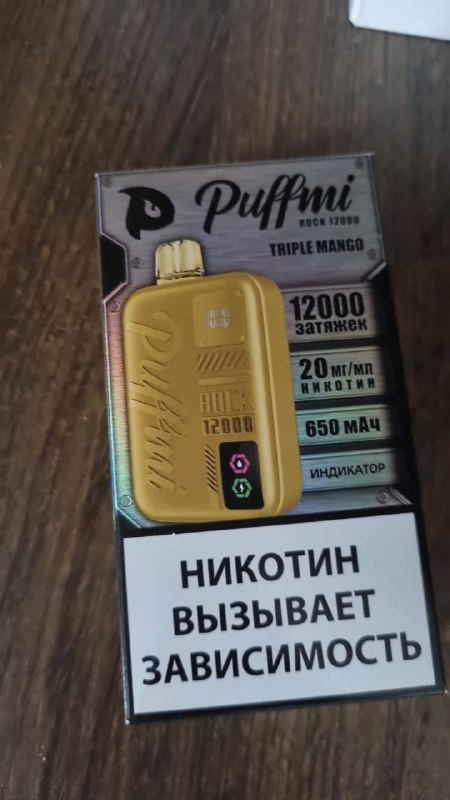 Puffmi
ROCK 12000
TRIPLE MANGO
12000
затяжек
20 мг/мл
никотин
650 мАч
ИНДИКАТОР
Puffmi
ROCK
12000
НИКОТИН
ВЫЗЫВАЕТ
ЗАВИСИМОСТЬ